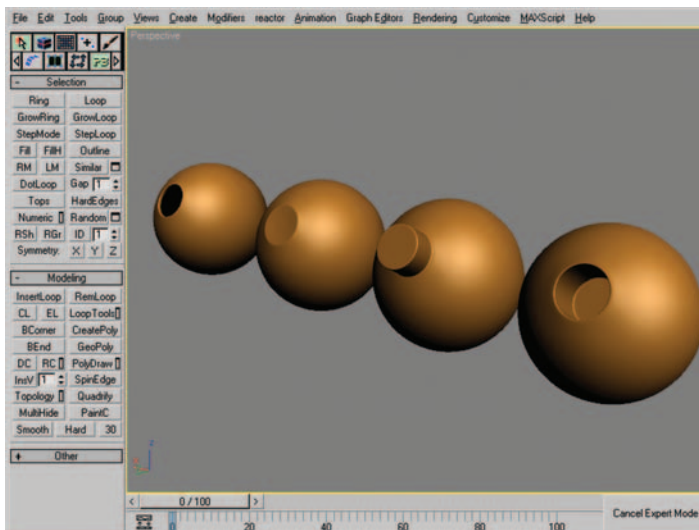 File Edit Tools Group Views Create Modifiers reactor Animation Graph Editors Rendering Customize MAXScript Help
Perspective
- Selection
Ring Loop
GrowRing GrowLoop
StepMode StepLoop
Fill FillH Outline
RM LM Similar
DotLoop Gap 1
Tops HardEdges
Numeric Random
RSh RGr ID 1
Symmetry: X Y Z
- Modeling
InsertLoop RemLoop
CL EL LoopTools
BCorner CreatePoly
BEnd GeoPoly
DC RC PolyDraw
InsV 1 SpinEdge
Topology Quadrify
MultiHide PaintC
Smooth Hard 30
+ Other
z
< 0 / 100 >
0 20 40 60 80 100
Cancel Expert Mode